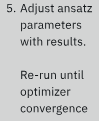 5. Adjust ansatz
parameters
with results.
Re-run until
optimizer
convergence